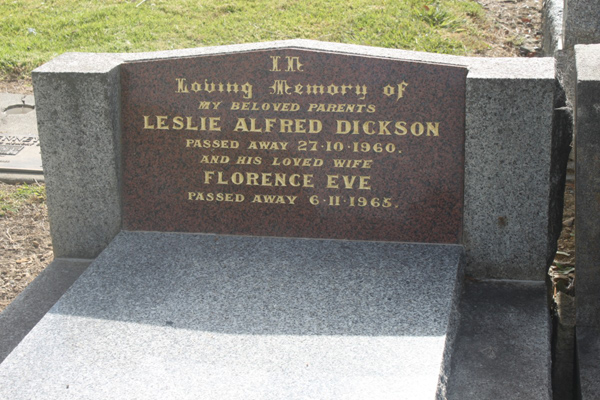 In
Loving Memory of
MY BELOVED PARENTS
LESLIE ALFRED DICKSON
PASSED AWAY 27·10·1960.
AND HIS LOVED WIFE
FLORENCE EVE
PASSED AWAY 6·11·1965.